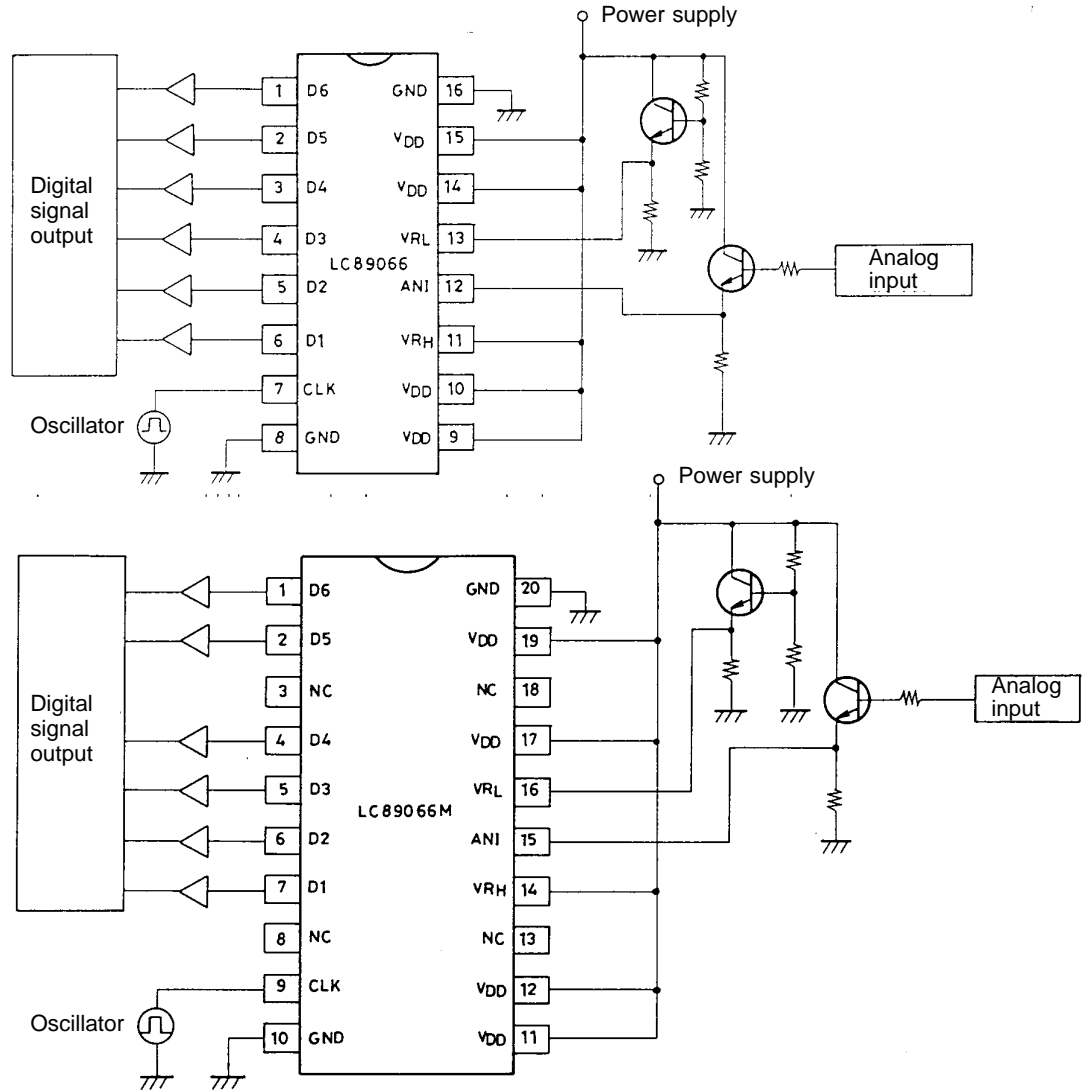 Power supply
1 D6 GND 16
2 D5 VDD 15
3 D4 VDD 14
4 D3 VRL 13
LC89066
5 D2 ANI 12
6 D1 VRH 11
7 CLK VDD 10
8 GND VDD 9
Digital
signal
output
Analog
input
Oscillator
Power supply
1 D6 GND 20
2 D5 VDD 19
3 NC NC 18
4 D4 VDD 17
5 D3 VRL 16
LC89066M
6 D2 ANI 15
7 D1 VRH 14
8 NC NC 13
9 CLK VDD 12
10 GND VDD 11
Digital
signal
output
Analog
input
Oscillator